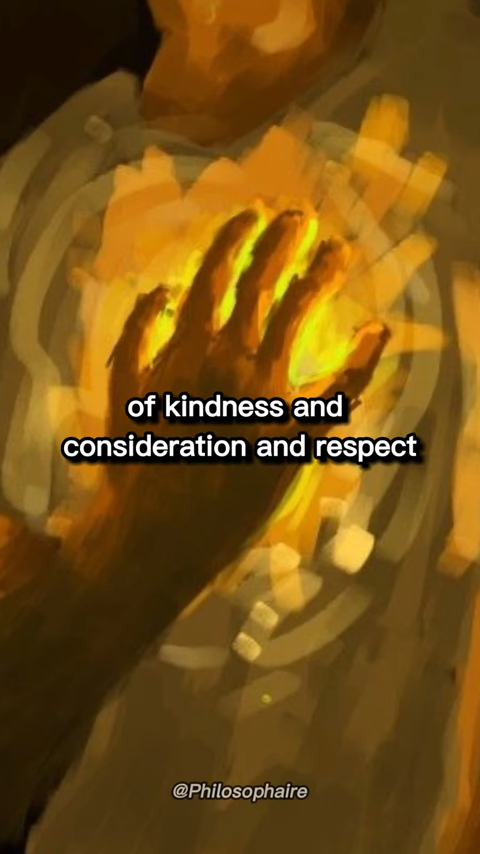 of kindness and
consideration and respect
@Philosophaire